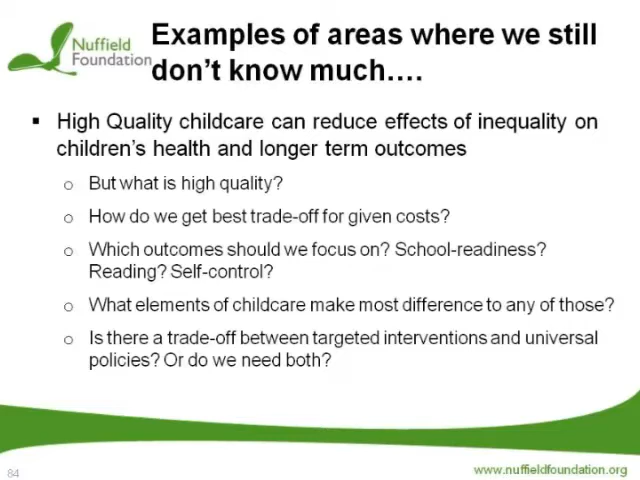 Nuffield
Foundation
Examples of areas where we still
don't know much....
▪ High Quality childcare can reduce effects of inequality on
children's health and longer term outcomes
o But what is high quality?
o How do we get best trade-off for given costs?
o Which outcomes should we focus on? School-readiness?
Reading? Self-control?
o What elements of childcare make most difference to any of those?
o Is there a trade-off between targeted interventions and universal
policies? Or do we need both?
84
www.nuffieldfoundation.org